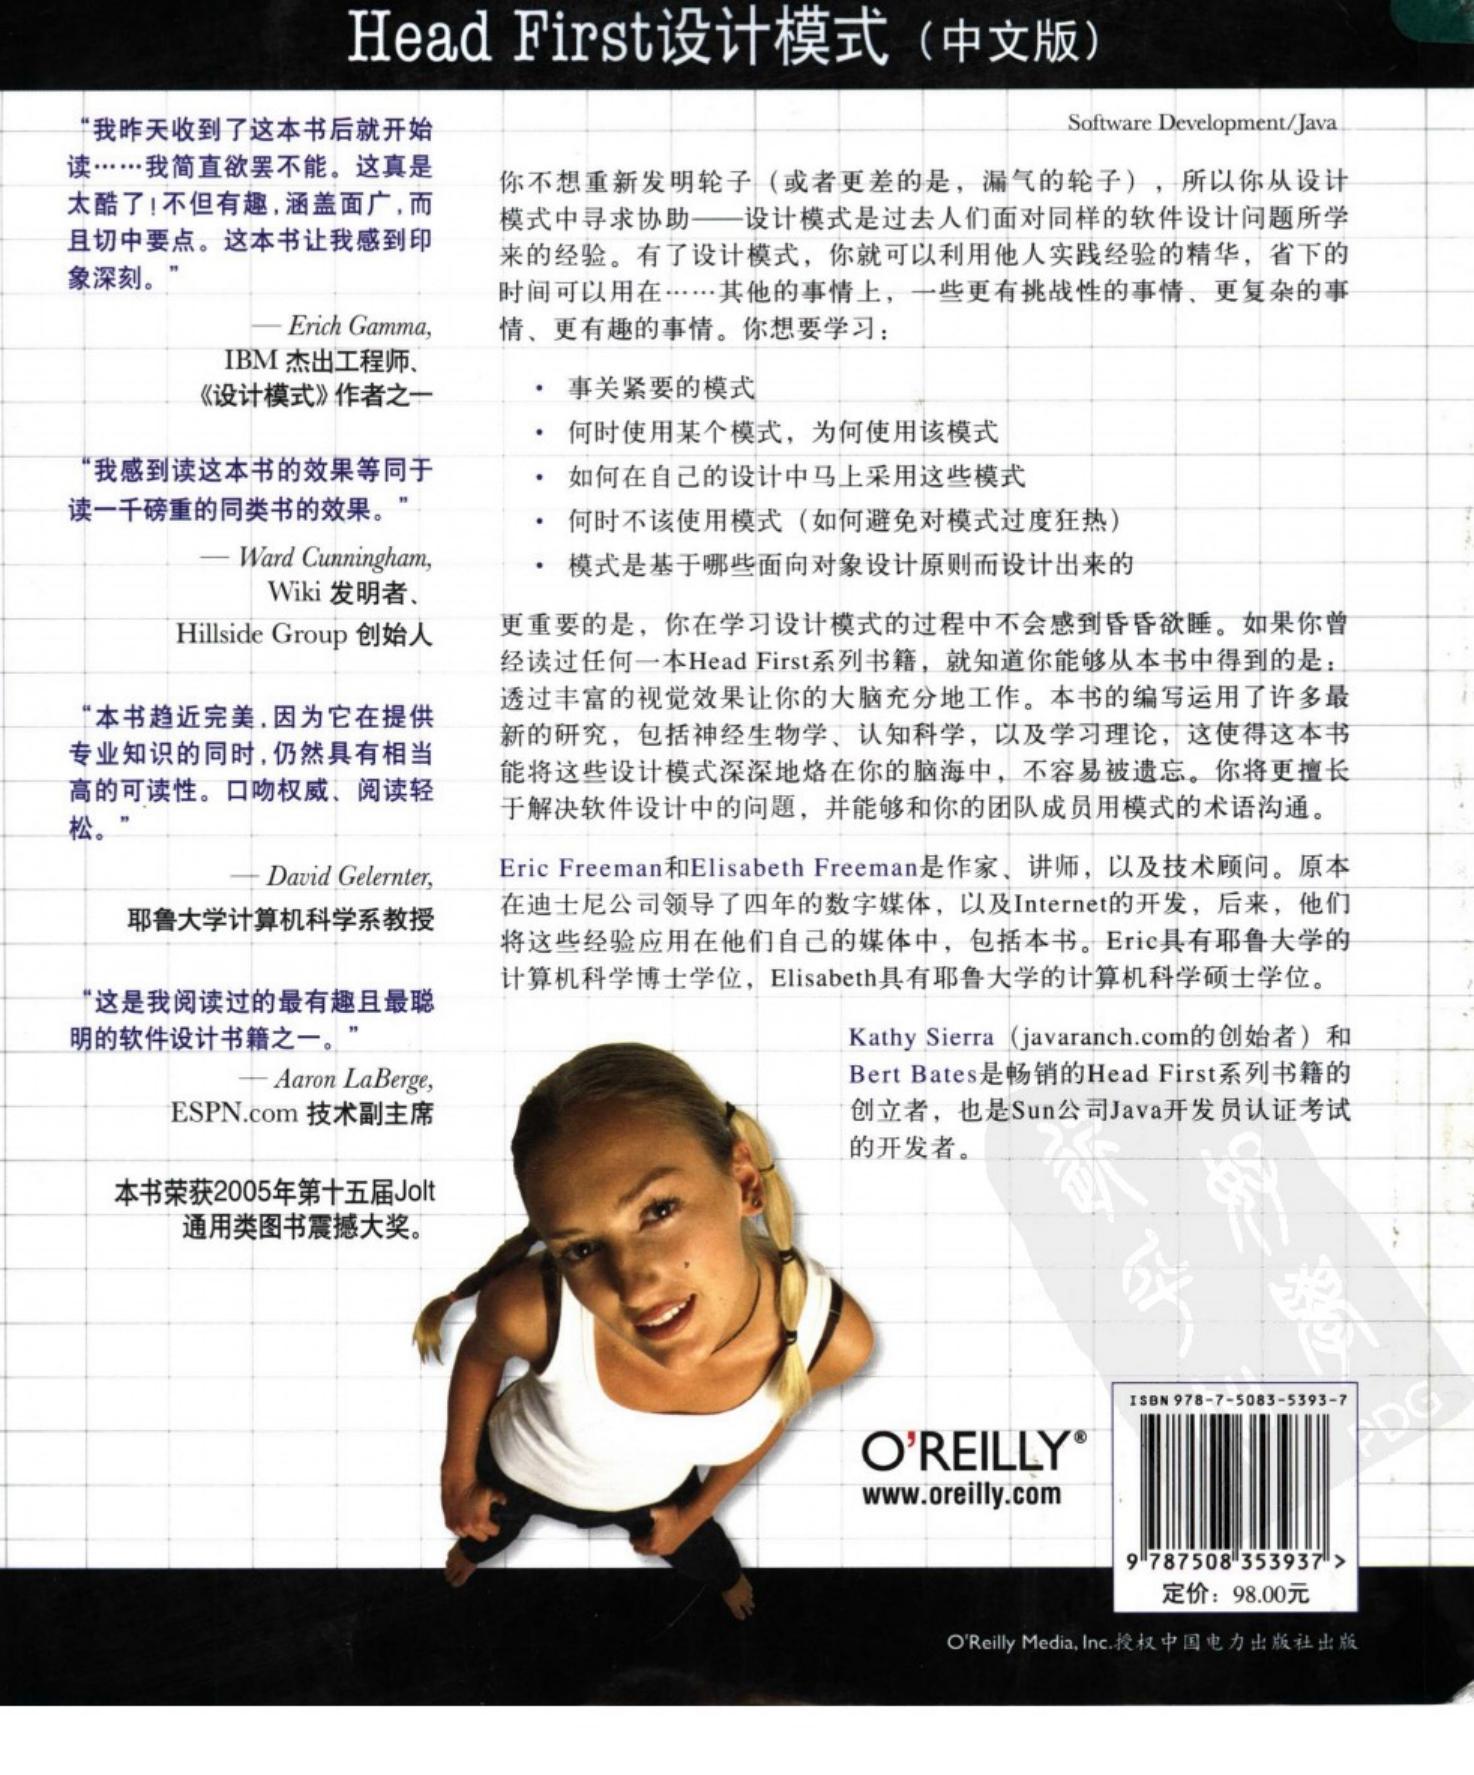 Head First设计模式（中文版）
“我昨天收到了这本书后就开始
读……我简直欲罢不能。这真是
太酷了!不但有趣,涵盖面广,而
且切中要点。这本书让我感到印
象深刻。”
— Erich Gamma,
IBM 杰出工程师、
《设计模式》作者之一
“我感到读这本书的效果等同于
读一千磅重的同类书的效果。”
— Ward Cunningham,
Wiki 发明者、
Hillside Group 创始人
“本书趋近完美,因为它在提供
专业知识的同时,仍然具有相当
高的可读性。口吻权威、阅读轻
松。”
— David Gelernter,
耶鲁大学计算机科学系教授
“这是我阅读过的最有趣且最聪
明的软件设计书籍之一。”
— Aaron LaBerge,
ESPN.com 技术副主席
本书荣获2005年第十五届Jolt
通用类图书震撼大奖。
Software Development/Java
你不想重新发明轮子（或者更差的是，漏气的轮子），所以你从设计
模式中寻求协助——设计模式是过去人们面对同样的软件设计问题所学
来的经验。有了设计模式，你就可以利用他人实践经验的精华，省下的
时间可以用在……其他的事情上，一些更有挑战性的事情、更复杂的事
情、更有趣的事情。你想要学习：
• 事关紧要的模式
• 何时使用某个模式，为何使用该模式
• 如何在自己的设计中马上采用这些模式
• 何时不该使用模式（如何避免对模式过度狂热）
• 模式是基于哪些面向对象设计原则而设计出来的
更重要的是，你在学习设计模式的过程中不会感到昏昏欲睡。如果你曾
经读过任何一本Head First系列书籍，就知道你能够从本书中得到的是：
透过丰富的视觉效果让你的大脑充分地工作。本书的编写运用了许多最
新的研究，包括神经生物学、认知科学，以及学习理论，这使得这本书
能将这些设计模式深深地烙在你的脑海中，不容易被遗忘。你将更擅长
于解决软件设计中的问题，并能够和你的团队成员用模式的术语沟通。
Eric Freeman和Elisabeth Freeman是作家、讲师，以及技术顾问。原本
在迪士尼公司领导了四年的数字媒体，以及Internet的开发，后来，他们
将这些经验应用在他们自己的媒体中，包括本书。Eric具有耶鲁大学的
计算机科学博士学位，Elisabeth具有耶鲁大学的计算机科学硕士学位。
Kathy Sierra（javaranch.com的创始者）和
Bert Bates是畅销的Head First系列书籍的
创立者，也是Sun公司Java开发员认证考试
的开发者。
O'REILLY®
www.oreilly.com
ISBN 978-7-5083-5393-7
9 787508 353937 >
定价：98.00元
PDG
O'Reilly Media, Inc.授权中国电力出版社出版